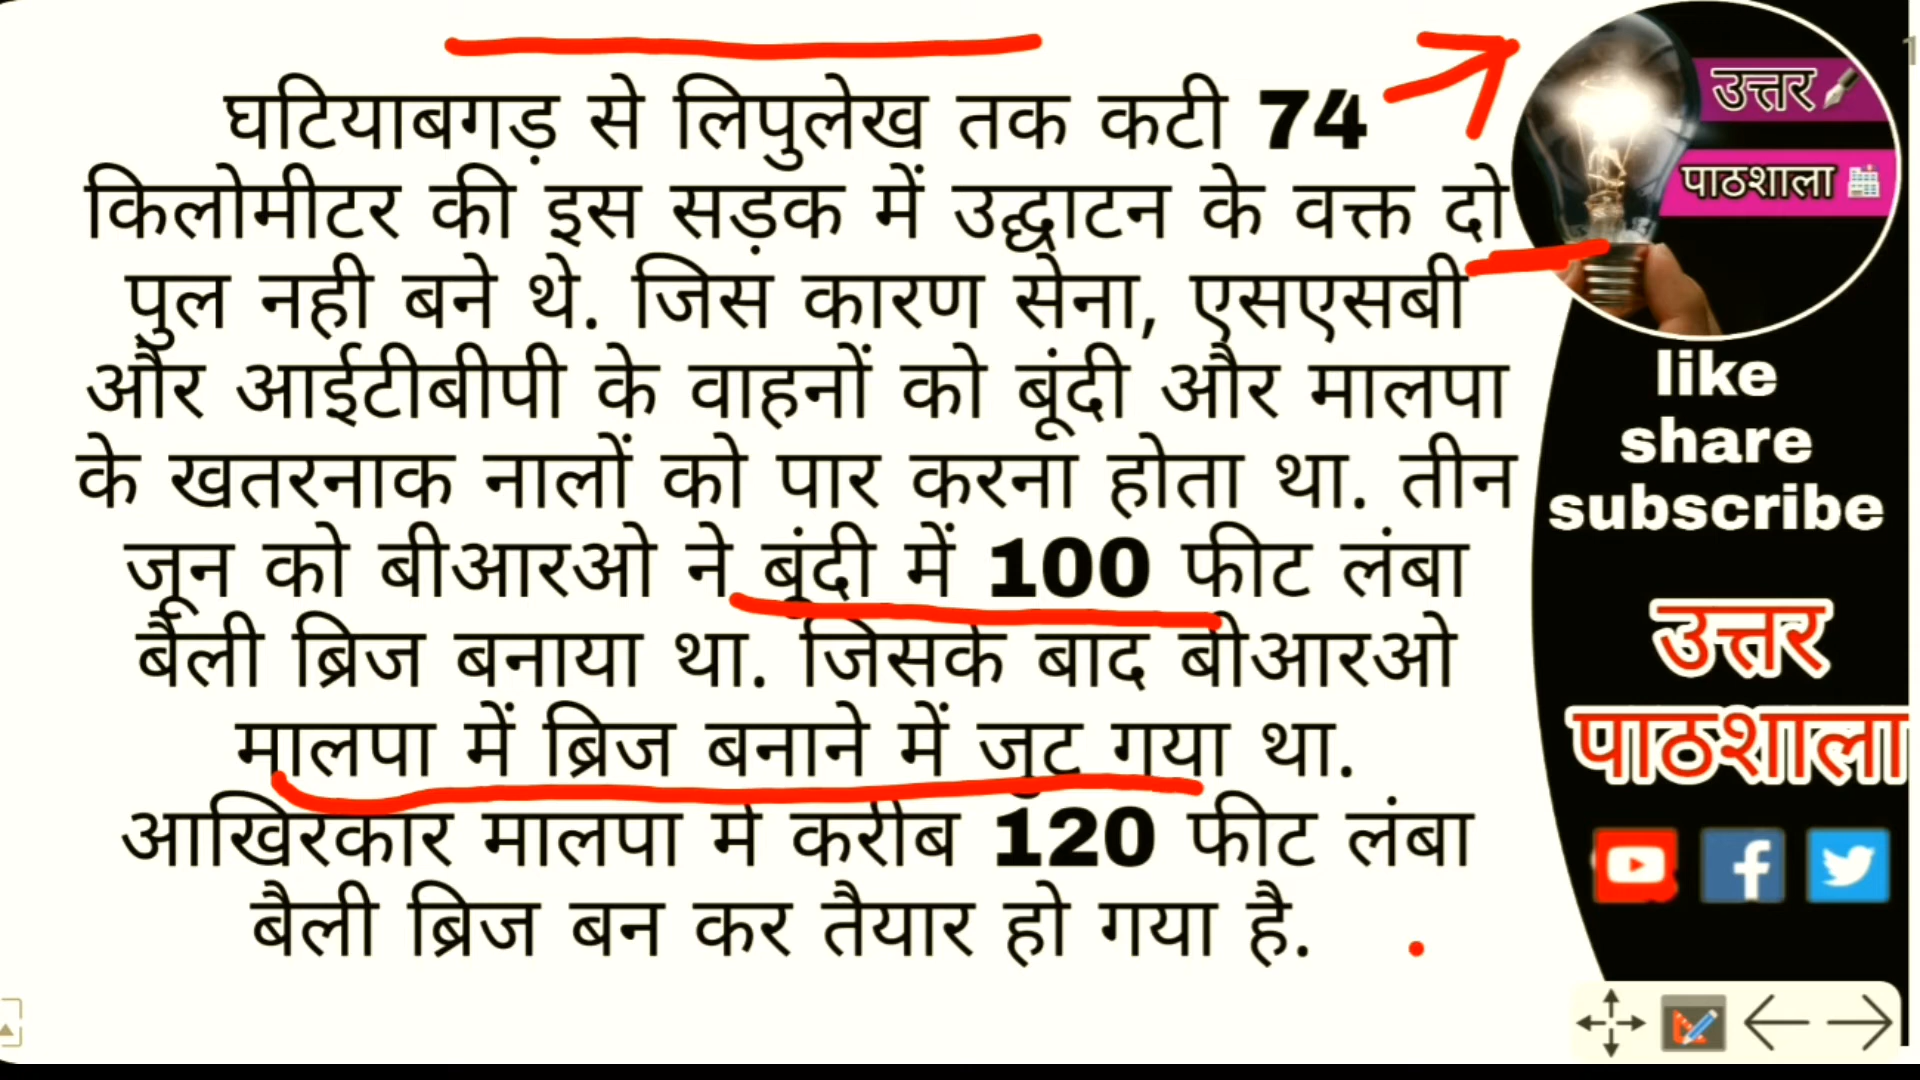 घटियाबगड़ से लिपुलेख तक कटी 74
किलोमीटर की इस सड़क में उद्घाटन के वक्त दो
पुल नही बने थे. जिस कारण सेना, एसएसबी
और आईटीबीपी के वाहनों को बूंदी और मालपा
के खतरनाक नालों को पार करना होता था. तीन
जून को बीआरओ ने बूंदी में 100 फीट लंबा
बैली ब्रिज बनाया था. जिसके बाद बीआरओ
मालपा में ब्रिज बनाने में जुट गया था.
आखिरकार मालपा में करीब 120 फीट लंबा
बैली ब्रिज बन कर तैयार हो गया है.
उत्तर
पाठशाला
like
share
subscribe
उत्तर
पाठशाला